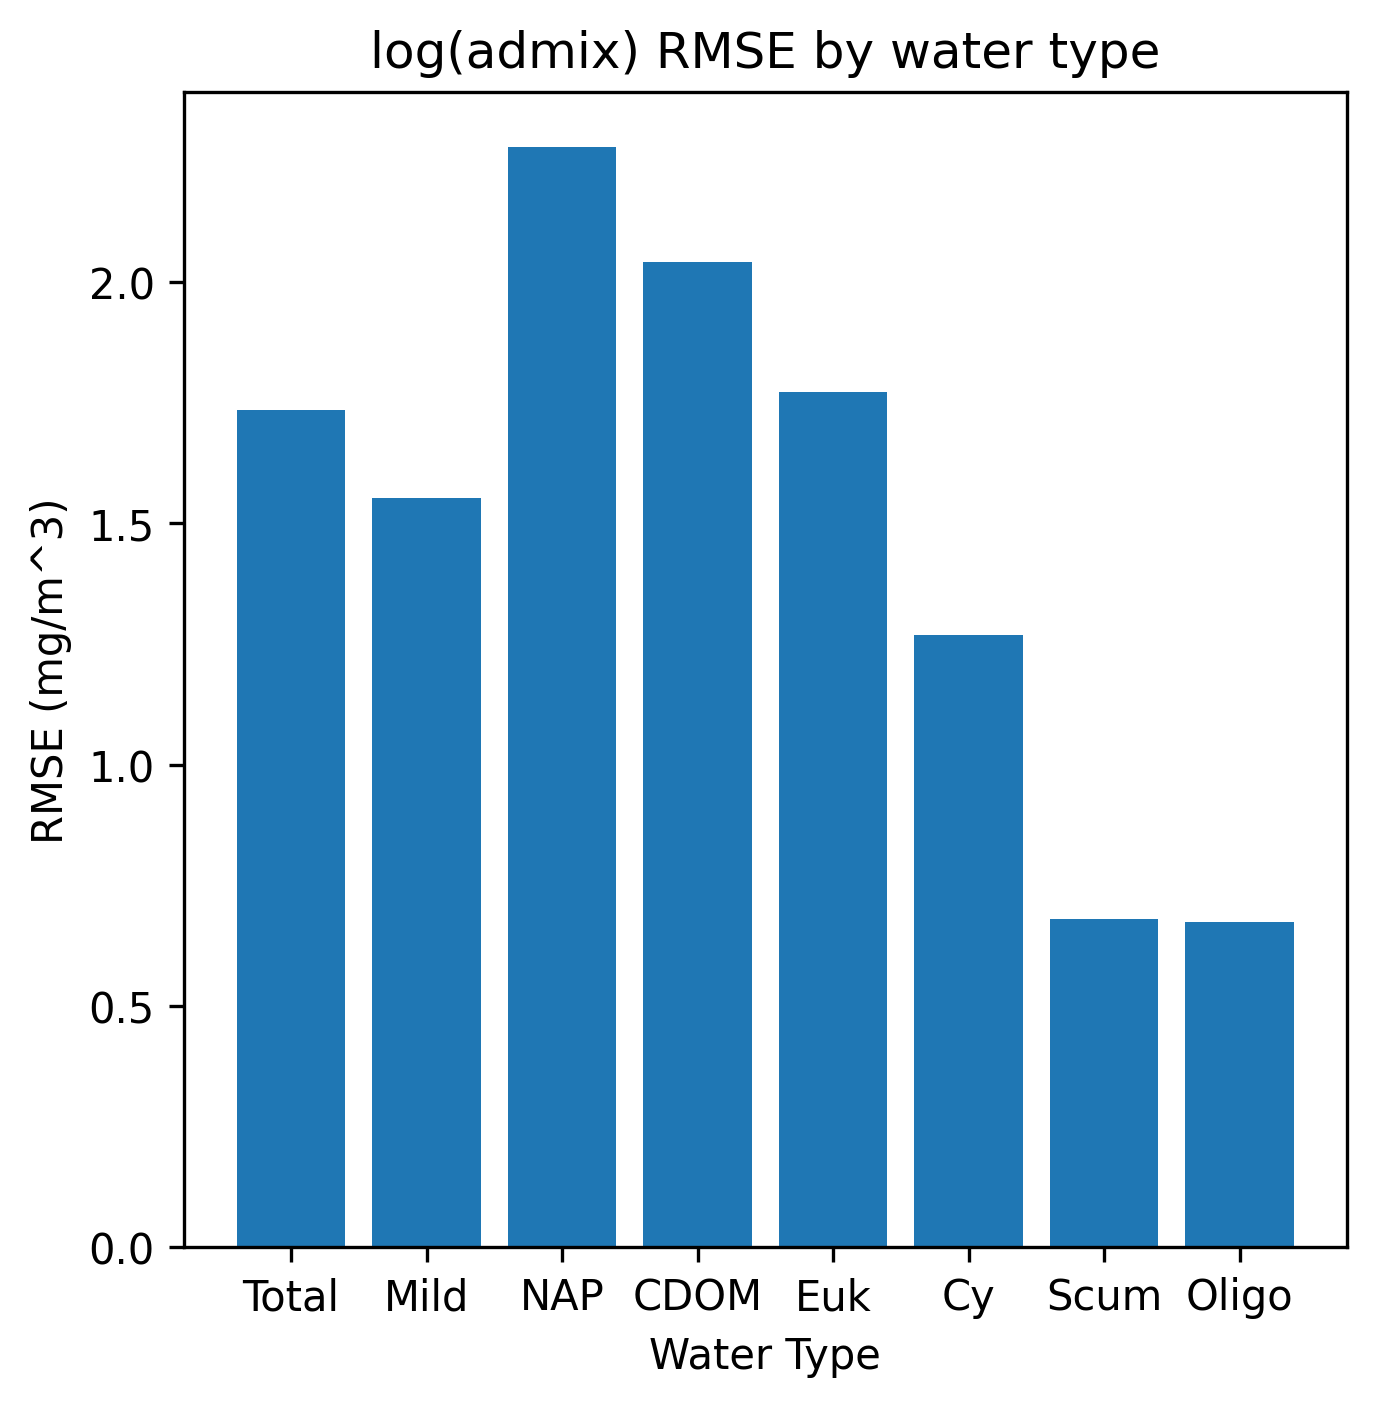 log(admix) RMSE by water type
RMSE (mg/m^3)
2.0
1.5
1.0
0.5
0.0
Total Mild NAP CDOM Euk Cy Scum Oligo
Water Type